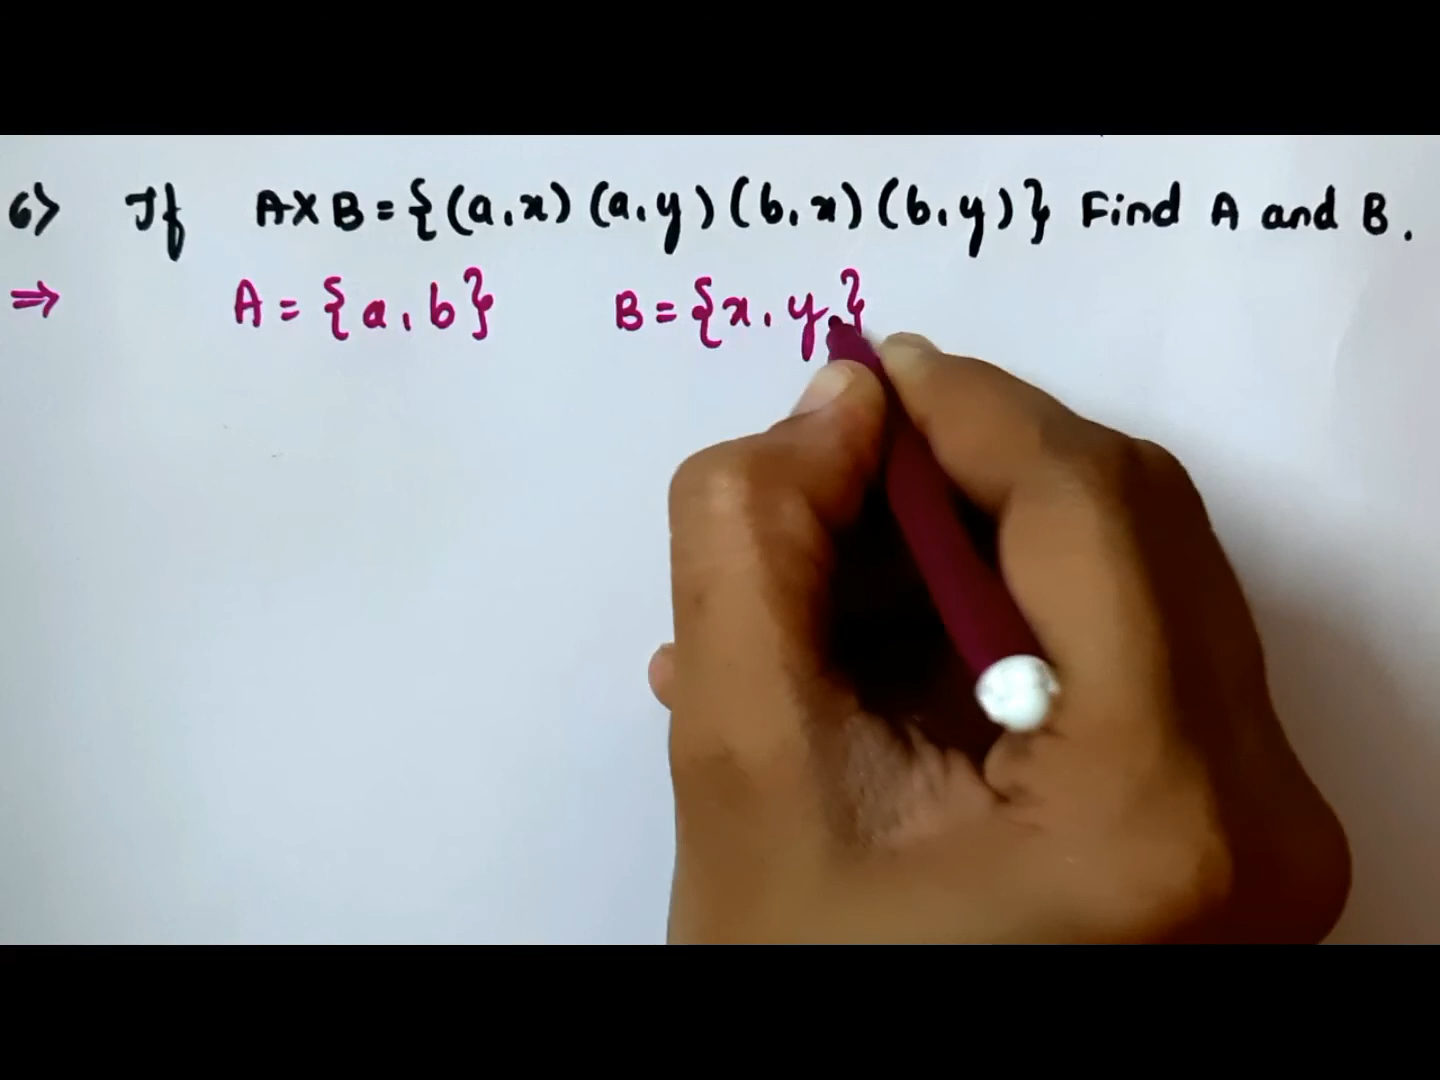 6) If A×B={(a,x)(a,y)(b,x)(b,y)} Find A and B.
⇒ A={a,b} B={x,y}